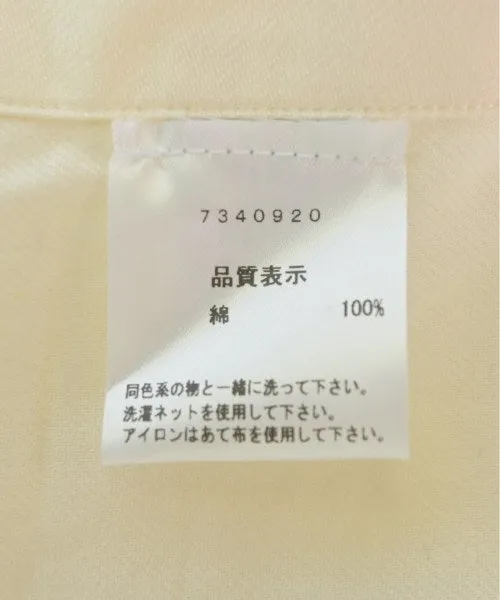 7340920
品質表示
綿 100%
同色系の物と一緒に洗って下さい。
洗濯ネットを使用して下さい。
アイロンはあて布を使用して下さい。